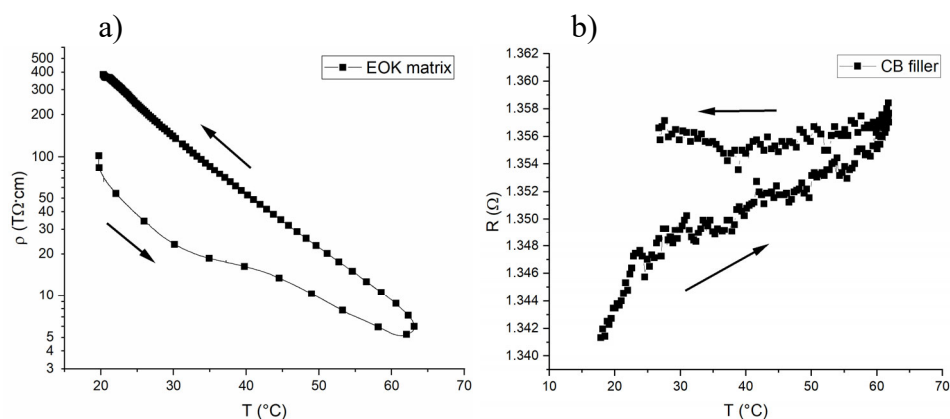 a)
500
400
300
200
100
50
40
30
20
10
5
4
3
ρ (TΩ·cm)
EOK matrix
20 30 40 50 60 70
T (°C)
b)
1.362
1.360
1.358
1.356
1.354
1.352
1.350
1.348
1.346
1.344
1.342
1.340
R (Ω)
CB filler
10 20 30 40 50 60 70
T (°C)